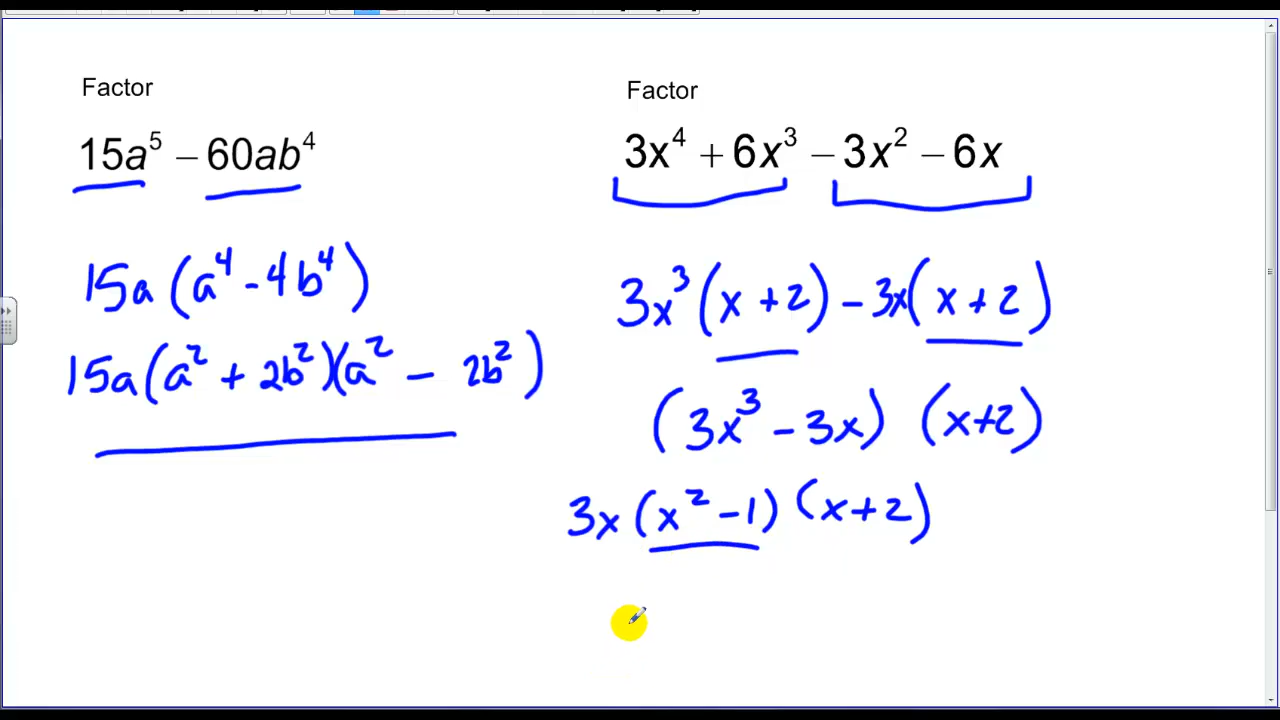 Factor
15a⁵ – 60ab⁴
15a(a⁴ - 4b⁴)
15a(a² + 2b²)(a² - 2b²)
Factor
3x⁴ + 6x³ – 3x² – 6x
3x³(x + 2) - 3x(x + 2)
(3x³ - 3x) (x+2)
3x(x² - 1)(x+2)